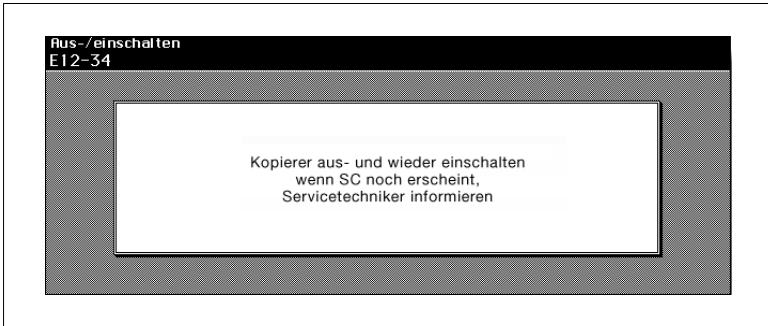 Aus-/einschalten
E12-34
Kopierer aus- und wieder einschalten
wenn SC noch erscheint,
Servicetechniker informieren